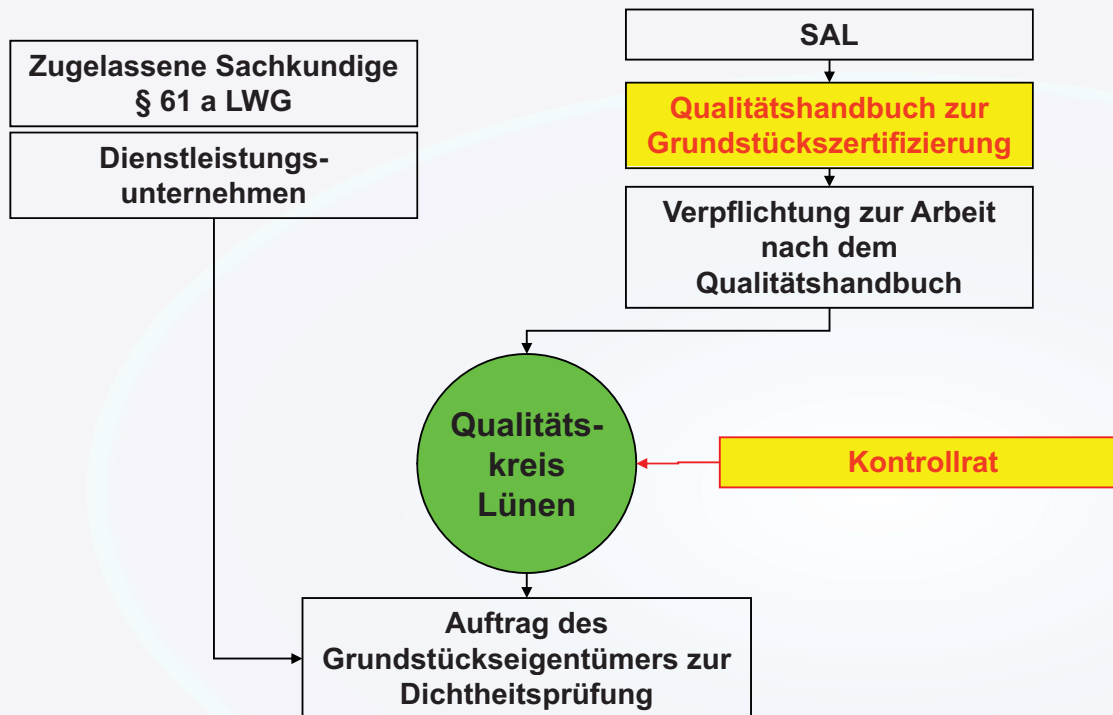 Zugelassene Sachkundige
§ 61 a LWG
Dienstleistungs-
unternehmen
SAL
Qualitätshandbuch zur
Grundstückszertifizierung
Verpflichtung zur Arbeit
nach dem
Qualitätshandbuch
Qualitäts-
kreis
Lünen
Kontrollrat
Auftrag des
Grundstückseigentümers zur
Dichtheitsprüfung